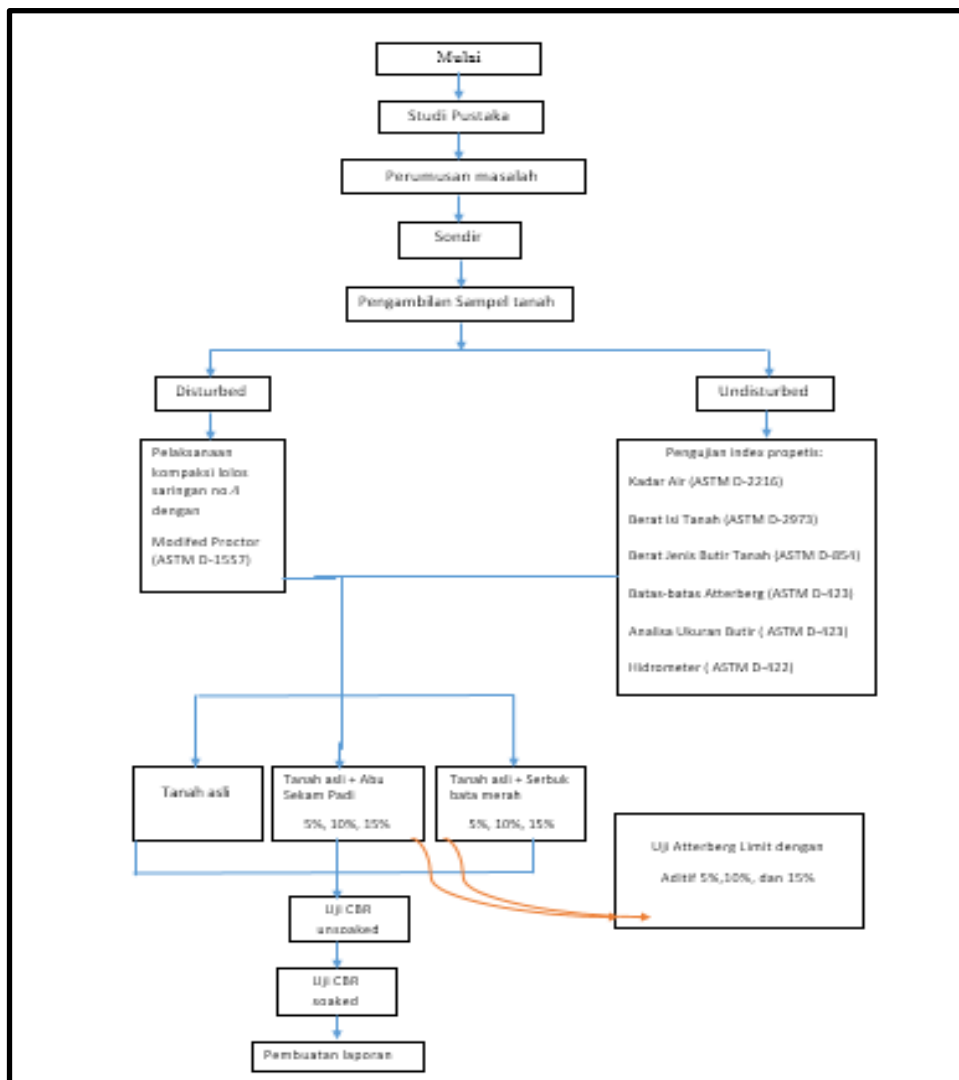 Mulai
Studi Pustaka
Perumusan masalah
Sondir
Pengambilan Sampel tanah
Disturbed
Undisturbed
Pelaksanaan
kompaksi lolos
saringan no.4
dengan
Modifed Proctor
(ASTM D-1557)
Pengujian index propetis:
Kadar Air (ASTM D-2216)
Berat Isi Tanah (ASTM D-2973)
Berat Jenis Butir Tanah (ASTM D-854)
Batas-batas Atterberg (ASTM D-423)
Analisa Ukuran Butir ( ASTM D-423)
Hidrometer ( ASTM D-422)
Tanah asli
Tanah asli + Abu
Sekam Padi
5%, 10%, 15%
Tanah asli + Serbuk
bata merah
5%, 10%, 15%
Uji Atterberg Limit dengan
Aditif 5%,10%, dan 15%
Uji CBR
unsoaked
Uji CBR
soaked
Pembuatan laporan